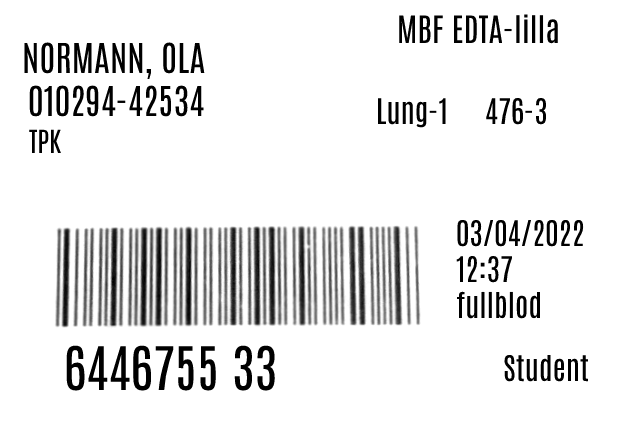 MBF EDTA-lilla
NORMANN, OLA
010294-42534
TPK
Lung-1 476-3
03/04/2022
12:37
fullblod
6446755 33
Student